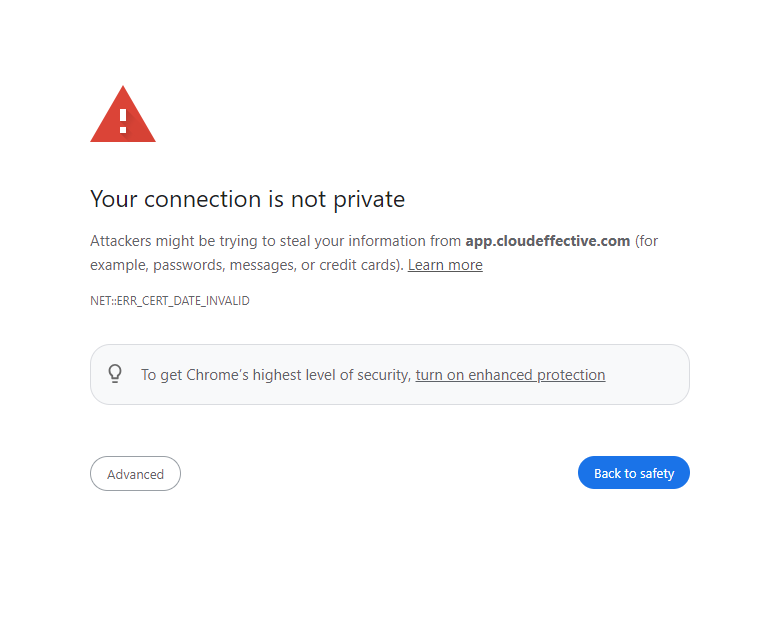 Your connection is not private
Attackers might be trying to steal your information from app.cloudeffective.com (for
example, passwords, messages, or credit cards). Learn more
NET::ERR_CERT_DATE_INVALID
To get Chrome’s highest level of security, turn on enhanced protection
Advanced
Back to safety